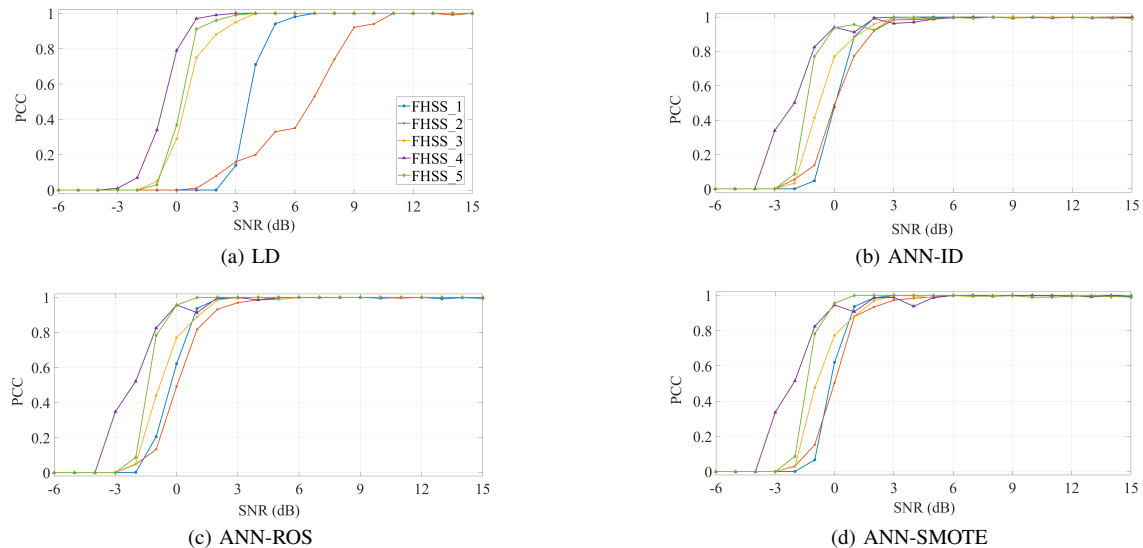 1
0.8
0.6
0.4
0.2
0
PCC
-6 -3 0 3 6 9 12 15
SNR (dB)
FHSS_1
FHSS_2
FHSS_3
FHSS_4
FHSS_5
(a) LD
1
0.8
0.6
0.4
0.2
0
PCC
-6 -3 0 3 6 9 12 15
SNR (dB)
(b) ANN-ID
1
0.8
0.6
0.4
0.2
0
PCC
-6 -3 0 3 6 9 12 15
SNR (dB)
(c) ANN-ROS
1
0.8
0.6
0.4
0.2
0
PCC
-6 -3 0 3 6 9 12 15
SNR (dB)
(d) ANN-SMOTE